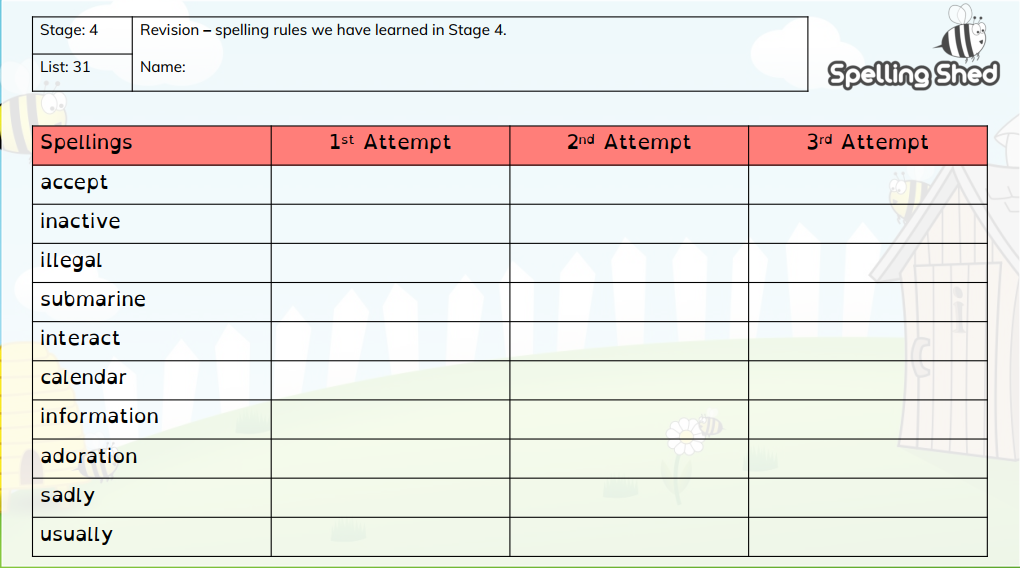 Stage: 4
Revision – spelling rules we have learned in Stage 4.
List: 31
Name:
Spelling Shed
Spellings 1st Attempt 2nd Attempt 3rd Attempt
accept
inactive
illegal
submarine
interact
calendar
information
adoration
sadly
usually